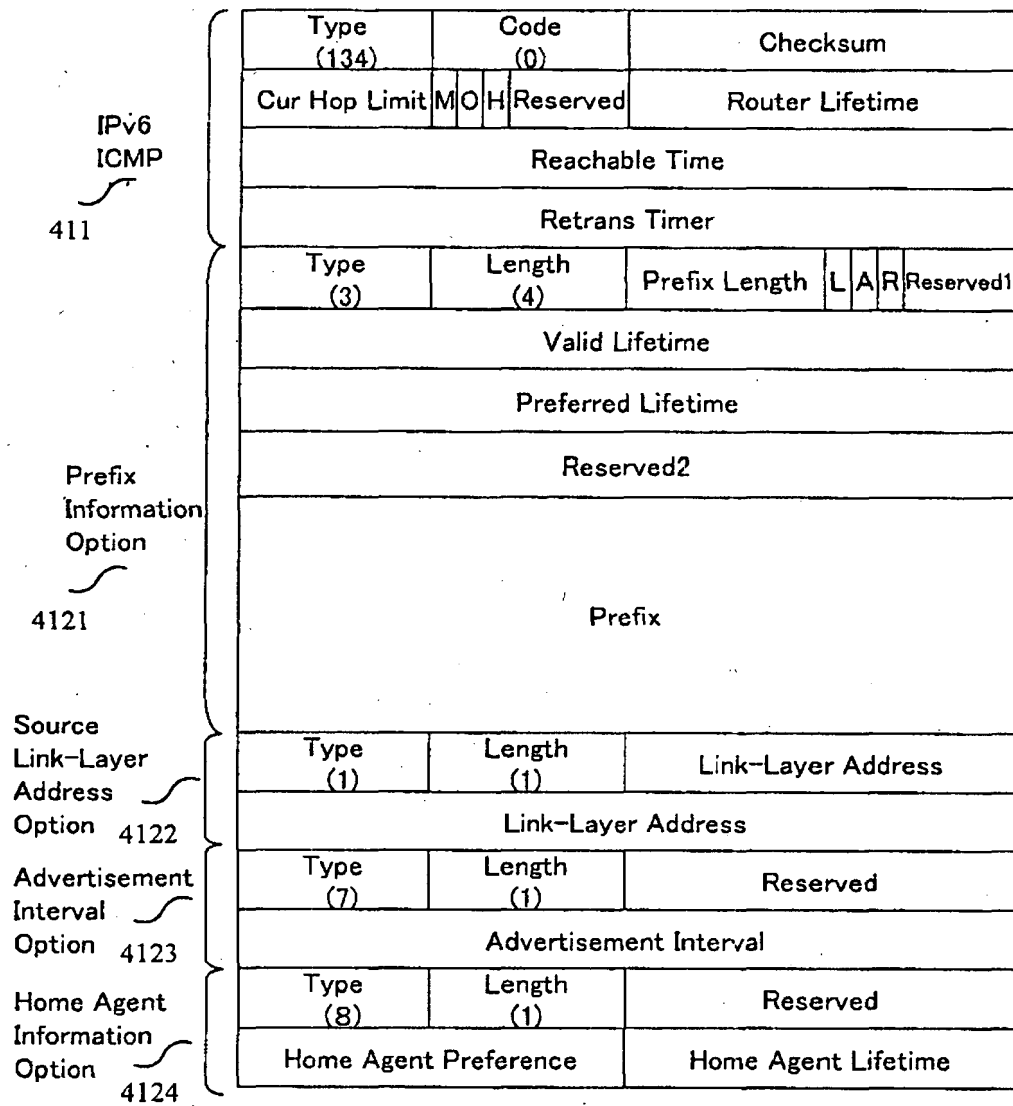 Type Code Checksum
(134) (0)
Cur Hop Limit M O H Reserved Router Lifetime
IPv6
ICMP
411
Reachable Time
Retrans Timer
Type Length Prefix Length L A R Reserved1
(3) (4)
Valid Lifetime
Preferred Lifetime
Reserved2
Prefix
Information
Option
4121
Prefix
Source
Link-Layer
Address
Option 4122
Type Length Link-Layer Address
(1) (1)
Link-Layer Address
Advertisement
Interval
Option 4123
Type Length Reserved
(7) (1)
Advertisement Interval
Home Agent
Information
Option 4124
Type Length Reserved
(8) (1)
Home Agent Preference Home Agent Lifetime